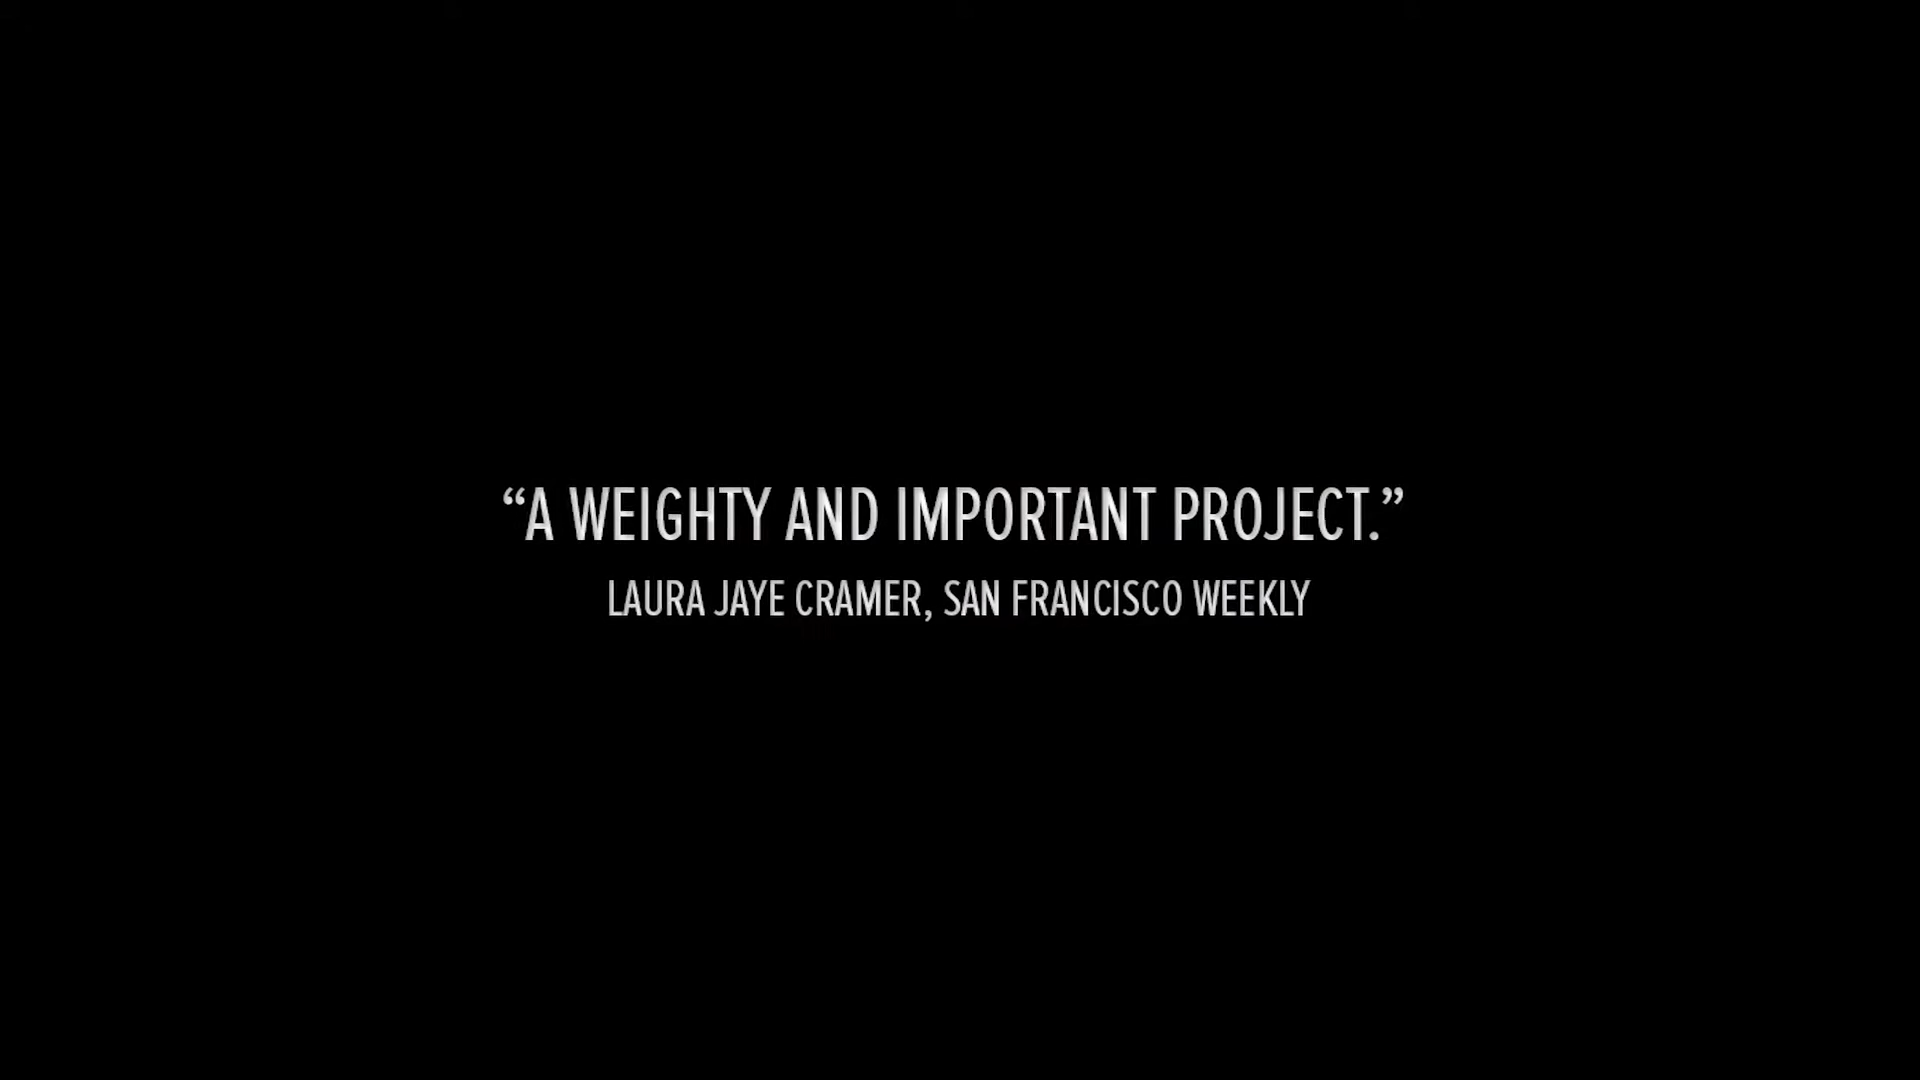 “A WEIGHTY AND IMPORTANT PROJECT.”
LAURA JAYE CRAMER, SAN FRANCISCO WEEKLY